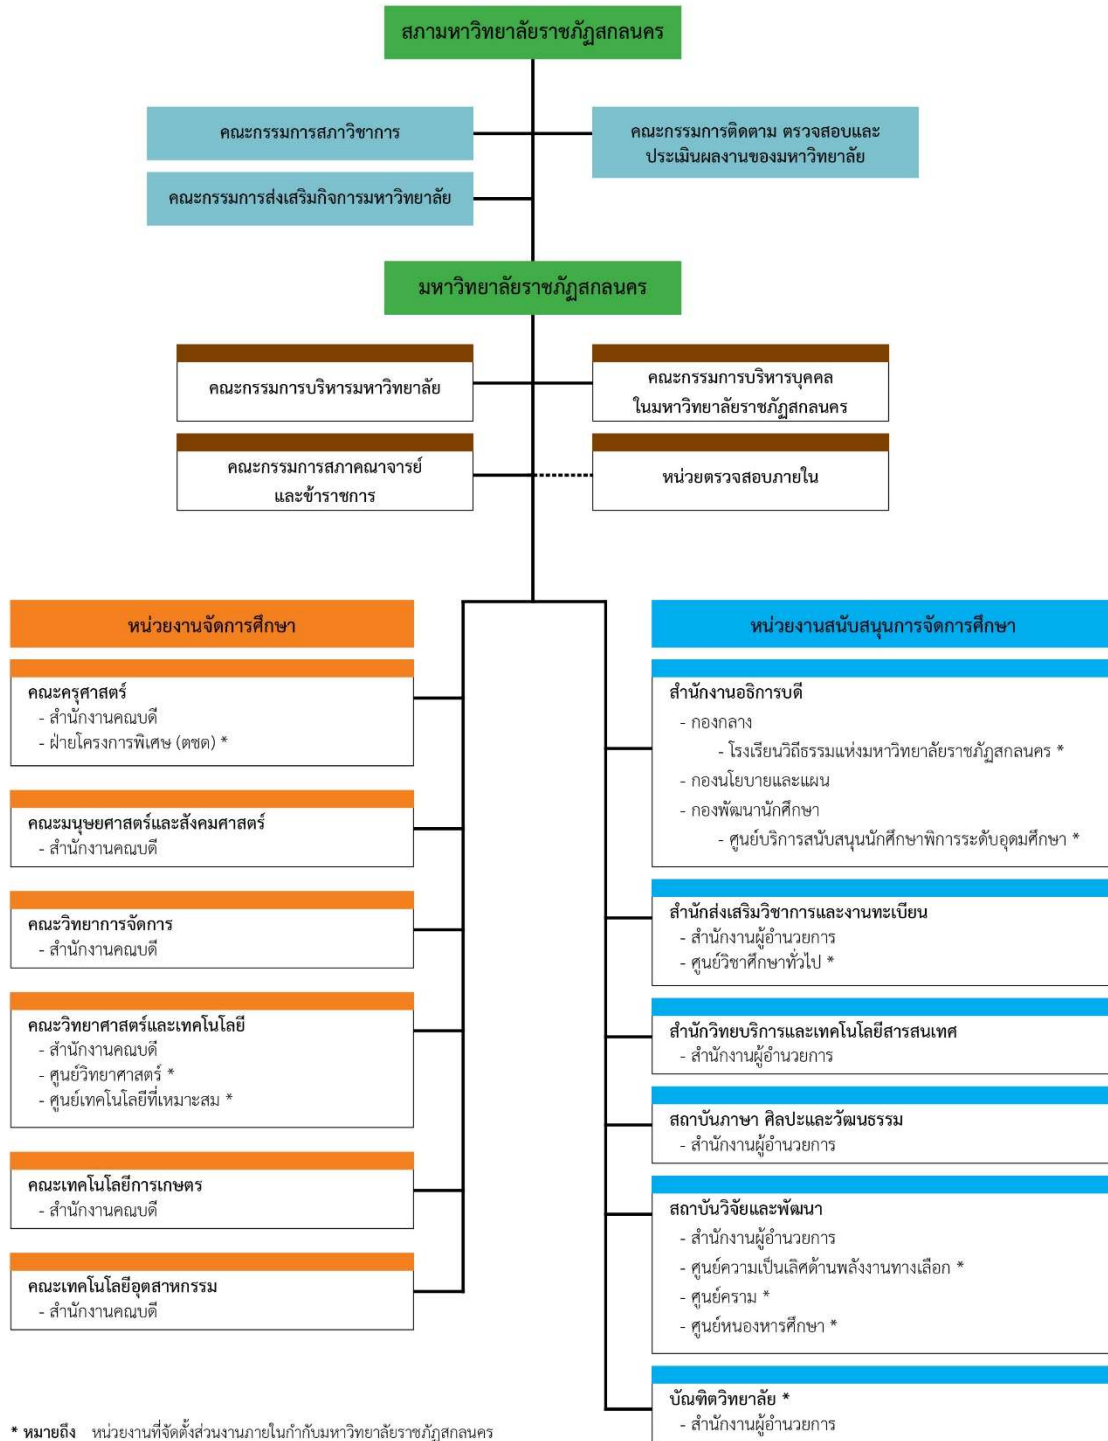 สภามหาวิทยาลัยราชภัฏสกลนคร
คณะกรรมการสภาวิชาการ
คณะกรรมการติดตาม ตรวจสอบและ
ประเมินผลงานของมหาวิทยาลัย
คณะกรรมการส่งเสริมกิจการมหาวิทยาลัย
มหาวิทยาลัยราชภัฏสกลนคร
คณะกรรมการบริหารมหาวิทยาลัย
คณะกรรมการบริหารบุคคล
ในมหาวิทยาลัยราชภัฏสกลนคร
คณะกรรมการสภาคณาจารย์
และข้าราชการ
หน่วยตรวจสอบภายใน
หน่วยงานจัดการศึกษา
คณะครุศาสตร์
- สำนักงานคณบดี
- ฝ่ายโครงการพิเศษ (ตชด) *
คณะมนุษยศาสตร์และสังคมศาสตร์
- สำนักงานคณบดี
คณะวิทยาการจัดการ
- สำนักงานคณบดี
คณะวิทยาศาสตร์และเทคโนโลยี
- สำนักงานคณบดี
- ศูนย์วิทยาศาสตร์ *
- ศูนย์เทคโนโลยีที่เหมาะสม *
คณะเทคโนโลยีการเกษตร
- สำนักงานคณบดี
คณะเทคโนโลยีอุตสาหกรรม
- สำนักงานคณบดี
หน่วยงานสนับสนุนการจัดการศึกษา
สำนักงานอธิการบดี
- กองกลาง
- โรงเรียนวิถีธรรมแห่งมหาวิทยาลัยราชภัฏสกลนคร *
- กองนโยบายและแผน
- กองพัฒนานักศึกษา
- ศูนย์บริการสนับสนุนนักศึกษาพิการระดับอุดมศึกษา *
สำนักส่งเสริมวิชาการและงานทะเบียน
- สำนักงานผู้อำนวยการ
- ศูนย์วิชาศึกษาทั่วไป *
สำนักวิทยบริการและเทคโนโลยีสารสนเทศ
- สำนักงานผู้อำนวยการ
สถาบันภาษา ศิลปะและวัฒนธรรม
- สำนักงานผู้อำนวยการ
สถาบันวิจัยและพัฒนา
- สำนักงานผู้อำนวยการ
- ศูนย์ความเป็นเลิศด้านพลังงานทางเลือก *
- ศูนย์คราม *
- ศูนย์หนองหารศึกษา *
บัณฑิตวิทยาลัย *
- สำนักงานผู้อำนวยการ
* หมายถึง หน่วยงานที่จัดตั้งส่วนงานภายในกำกับมหาวิทยาลัยราชภัฏสกลนคร